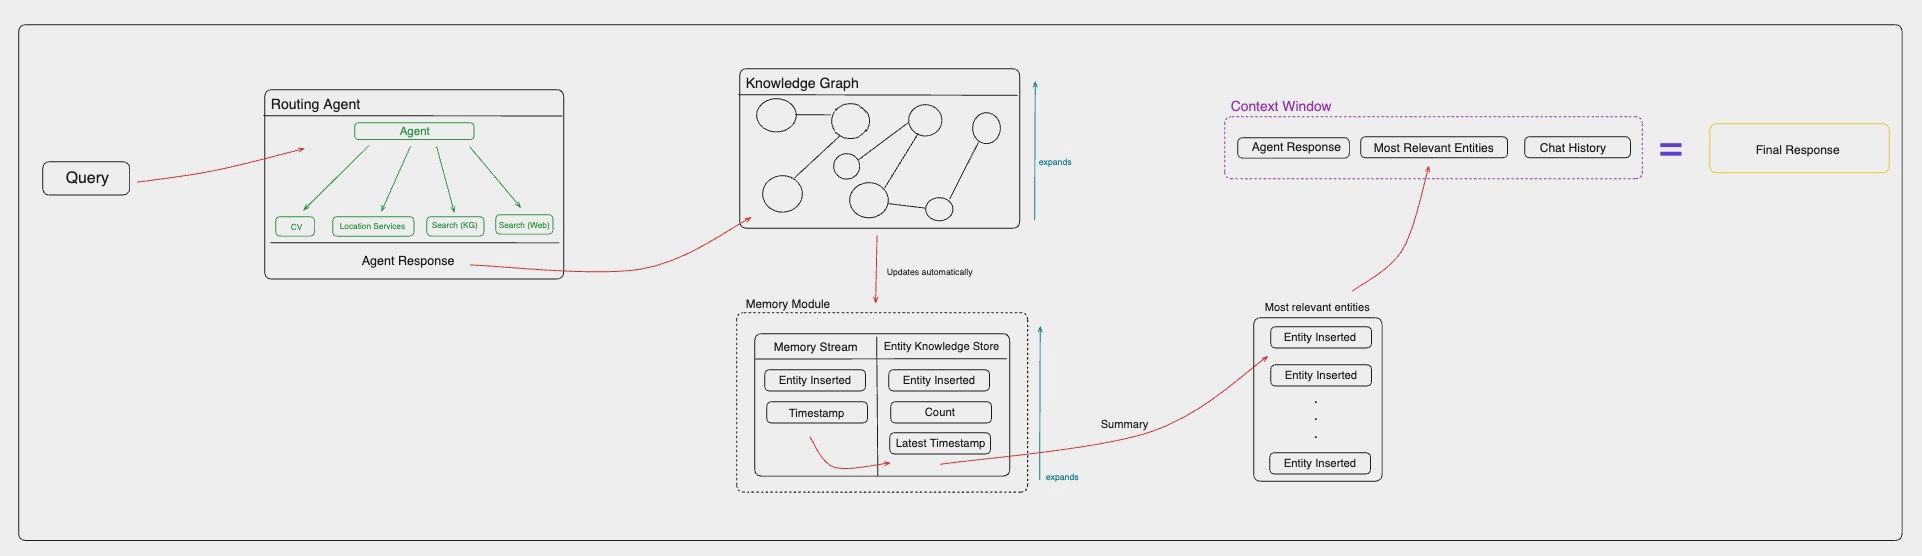 Query
Routing Agent
Agent
CV
Location Services
Search (KG)
Search (Web)
Agent Response
Knowledge Graph
expands
Updates automatically
Memory Module
Memory Stream
Entity Knowledge Store
Entity Inserted
Entity Inserted
Timestamp
Count
Latest Timestamp
expands
Summary
Most relevant entities
Entity Inserted
Entity Inserted
.
.
.
Entity Inserted
Context Window
Agent Response
Most Relevant Entities
Chat History
=
Final Response